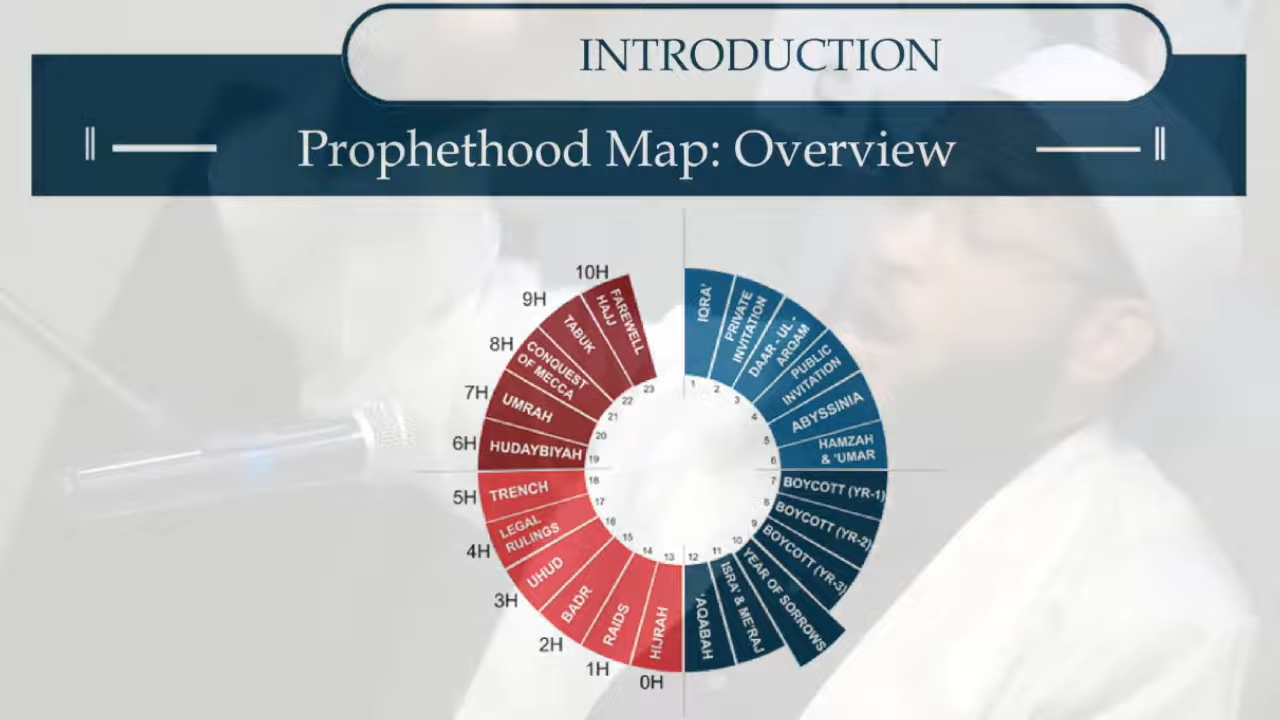 INTRODUCTION
Prophethood Map: Overview
IQRA'
PRIVATE
INVITATION
DAAR - UL -
ARQAM
PUBLIC
INVITATION
ABYSSINIA
HAMZAH
& 'UMAR
BOYCOTT (YR-1)
BOYCOTT (YR-2)
BOYCOTT (YR-3)
YEAR OF SORROWS
ISRA' & ME'RAJ
'AQABAH
HIJRAH
RAIDS
BADR
UHUD
LEGAL
RULINGS
TRENCH
HUDAYBIYAH
UMRAH
CONQUEST
OF MECCA
TABUK
FAREWELL
HAJJ
1
2
3
4
5
6
7
8
9
10
11
12
13
14
15
16
17
18
19
20
21
22
23
0H
1H
2H
3H
4H
5H
6H
7H
8H
9H
10H